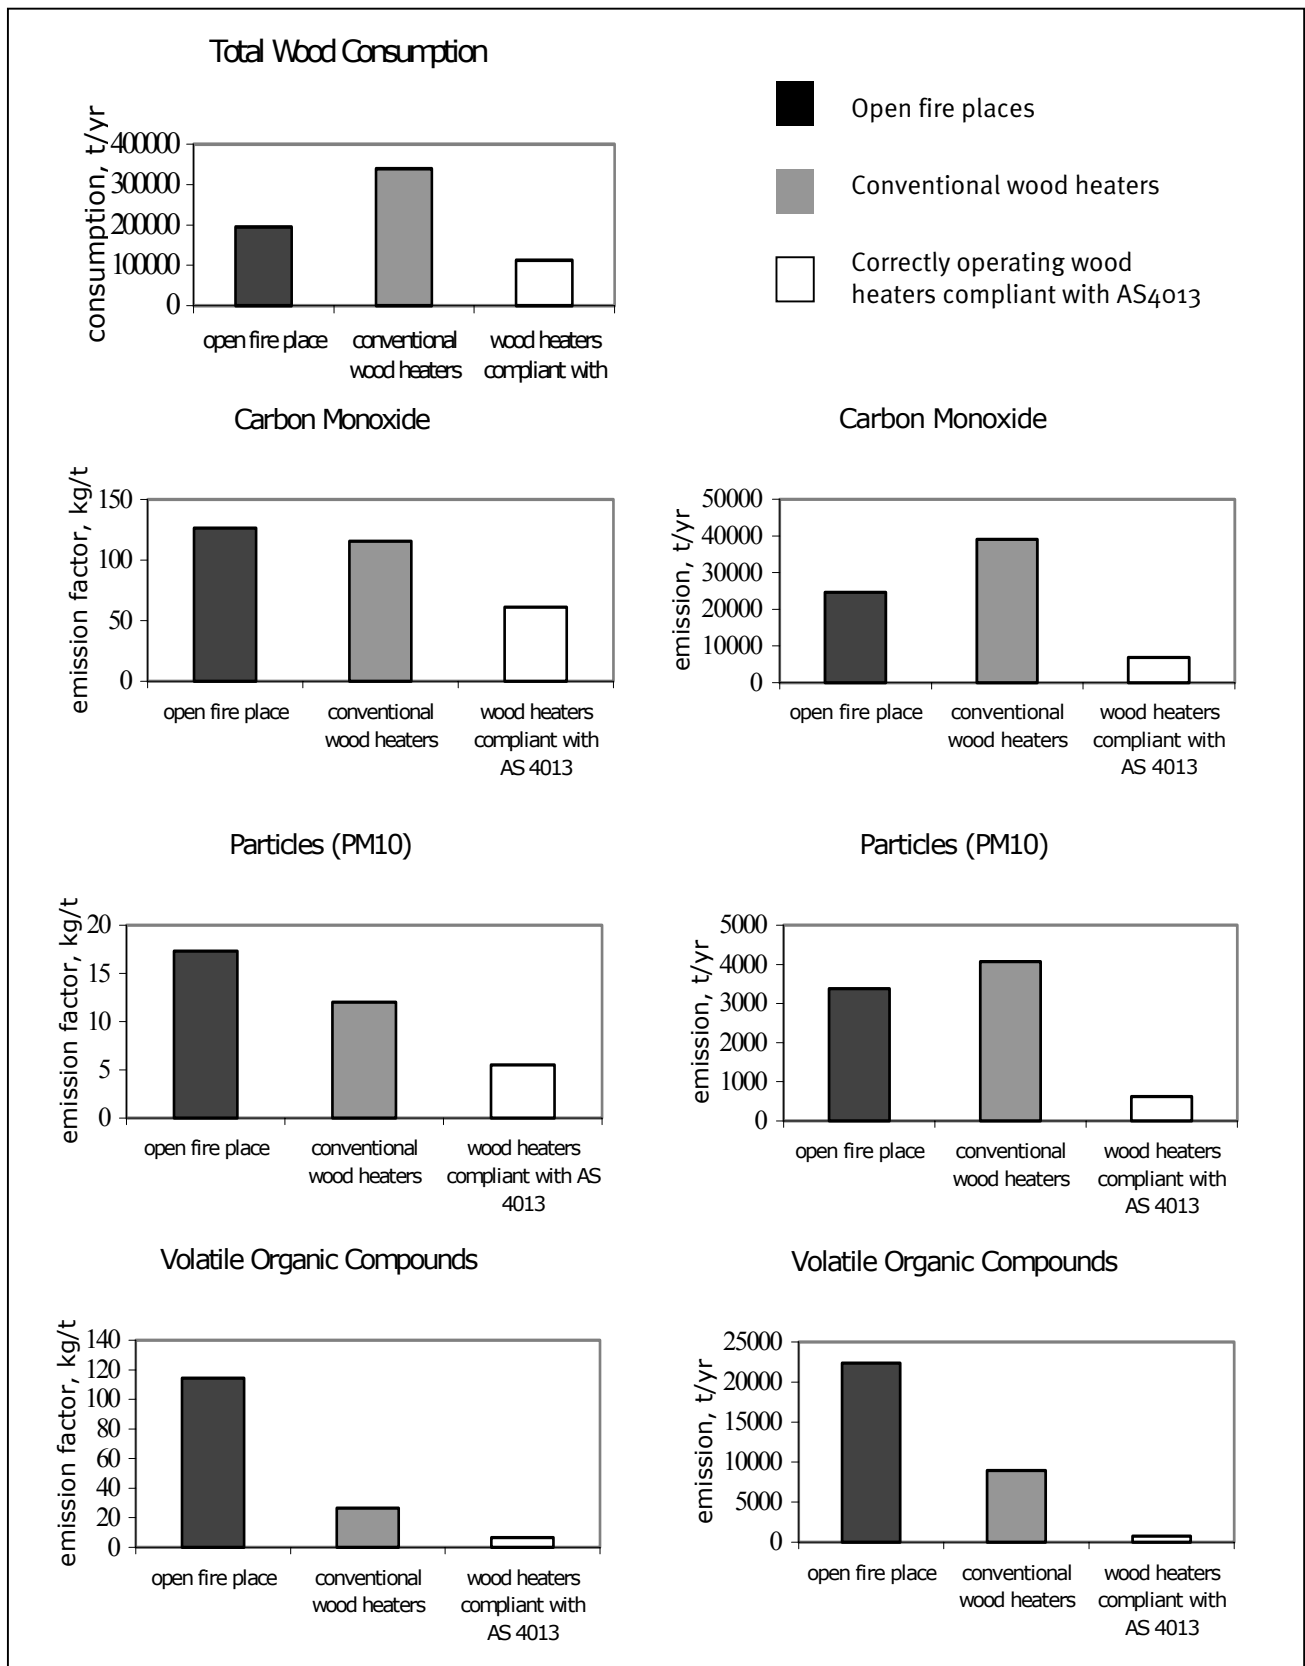 Total Wood Consumption
consumption, t/yr
400000
300000
200000
100000
0
open fire place
conventional
wood heaters
wood heaters
compliant with
Open fire places
Conventional wood heaters
Correctly operating wood
heaters compliant with AS4013
Carbon Monoxide
emission factor, kg/t
150
100
50
0
open fire place
conventional
wood heaters
wood heaters
compliant with
AS 4013
Carbon Monoxide
emission, t/yr
50000
40000
30000
20000
10000
0
open fire place
conventional
wood heaters
wood heaters
compliant with
AS 4013
Particles (PM10)
emission factor, kg/t
20
15
10
5
0
open fire place
conventional
wood heaters
wood heaters
compliant with AS
4013
Particles (PM10)
emission, t/yr
5000
4000
3000
2000
1000
0
open fire place
conventional
wood heaters
wood heaters
compliant with
AS 4013
Volatile Organic Compounds
emission factor, kg/t
140
120
100
80
60
40
20
0
open fire place
conventional
wood heaters
wood heaters
compliant with
AS 4013
Volatile Organic Compounds
emission, t/yr
25000
20000
15000
10000
5000
0
open fire place
conventional
wood heaters
wood heaters
compliant with
AS 4013